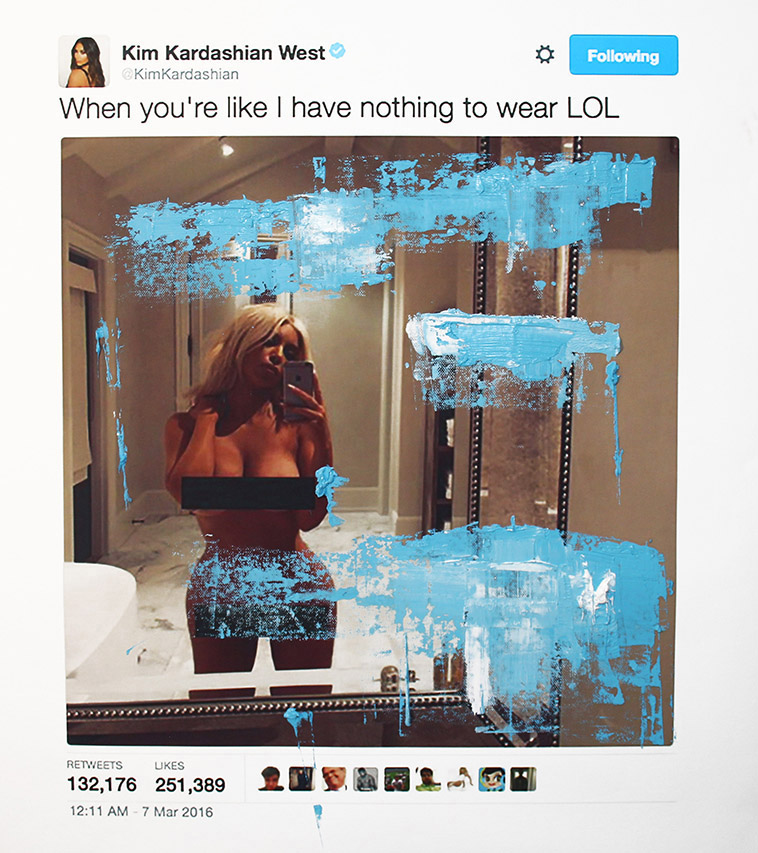 Kim Kardashian West
@KimKardashian
Following
When you're like I have nothing to wear LOL
RETWEETS LIKES
132,176 251,389
12:11 AM - 7 Mar 2016